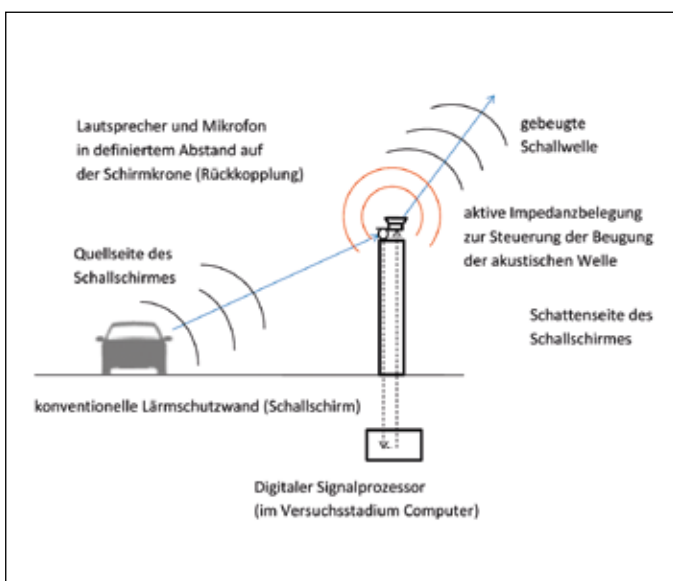 Lautsprecher und Mikrofon
in definiertem Abstand auf
der Schirmkrone (Rückkopplung)
gebeugte
Schallwelle
aktive Impedanzbelegung
zur Steuerung der Beugung
der akustischen Welle
Quellseite des
Schallschirmes
Schattenseite des
Schallschirmes
konventionelle Lärmschutzwand (Schallschirm)
Digitaler Signalprozessor
(im Versuchsstadium Computer)